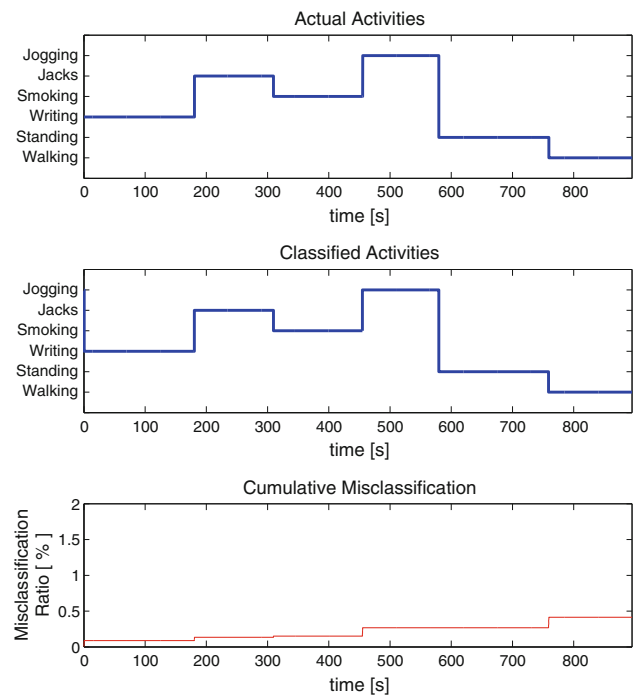 Actual Activities
Jogging
Jacks
Smoking
Writing
Standing
Walking
0 100 200 300 400 500 600 700 800
time [s]
Classified Activities
Jogging
Jacks
Smoking
Writing
Standing
Walking
0 100 200 300 400 500 600 700 800
time [s]
Cumulative Misclassification
Misclassification
Ratio [ % ]
2
1.5
1
0.5
0
0 100 200 300 400 500 600 700 800
time [s]